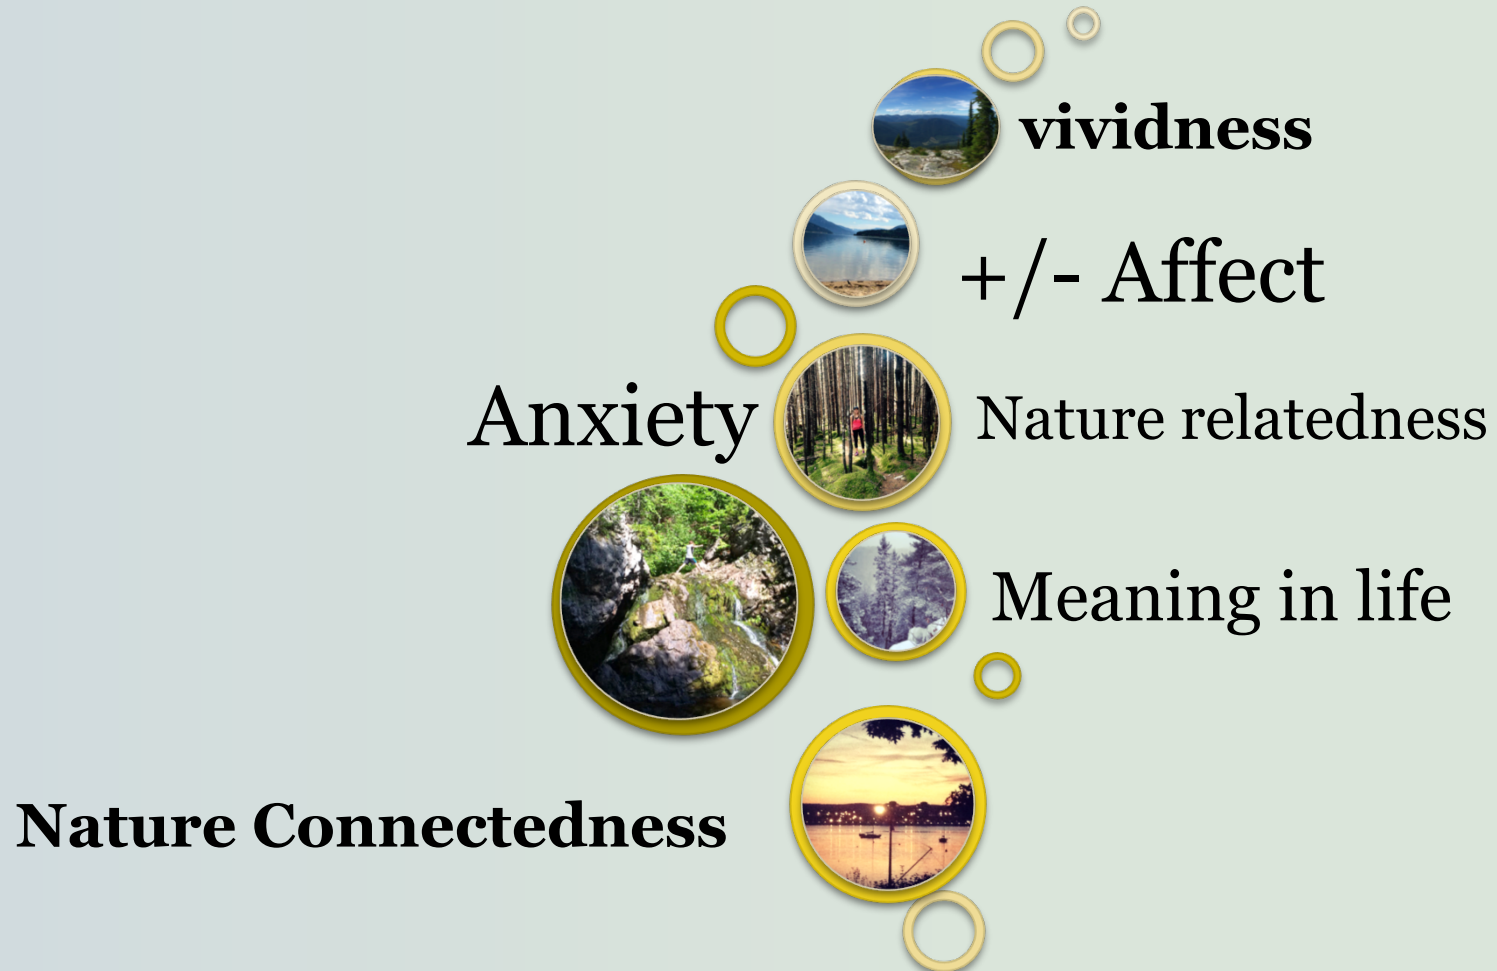 vividness
+/- Affect
Anxiety
Nature relatedness
Meaning in life
Nature Connectedness